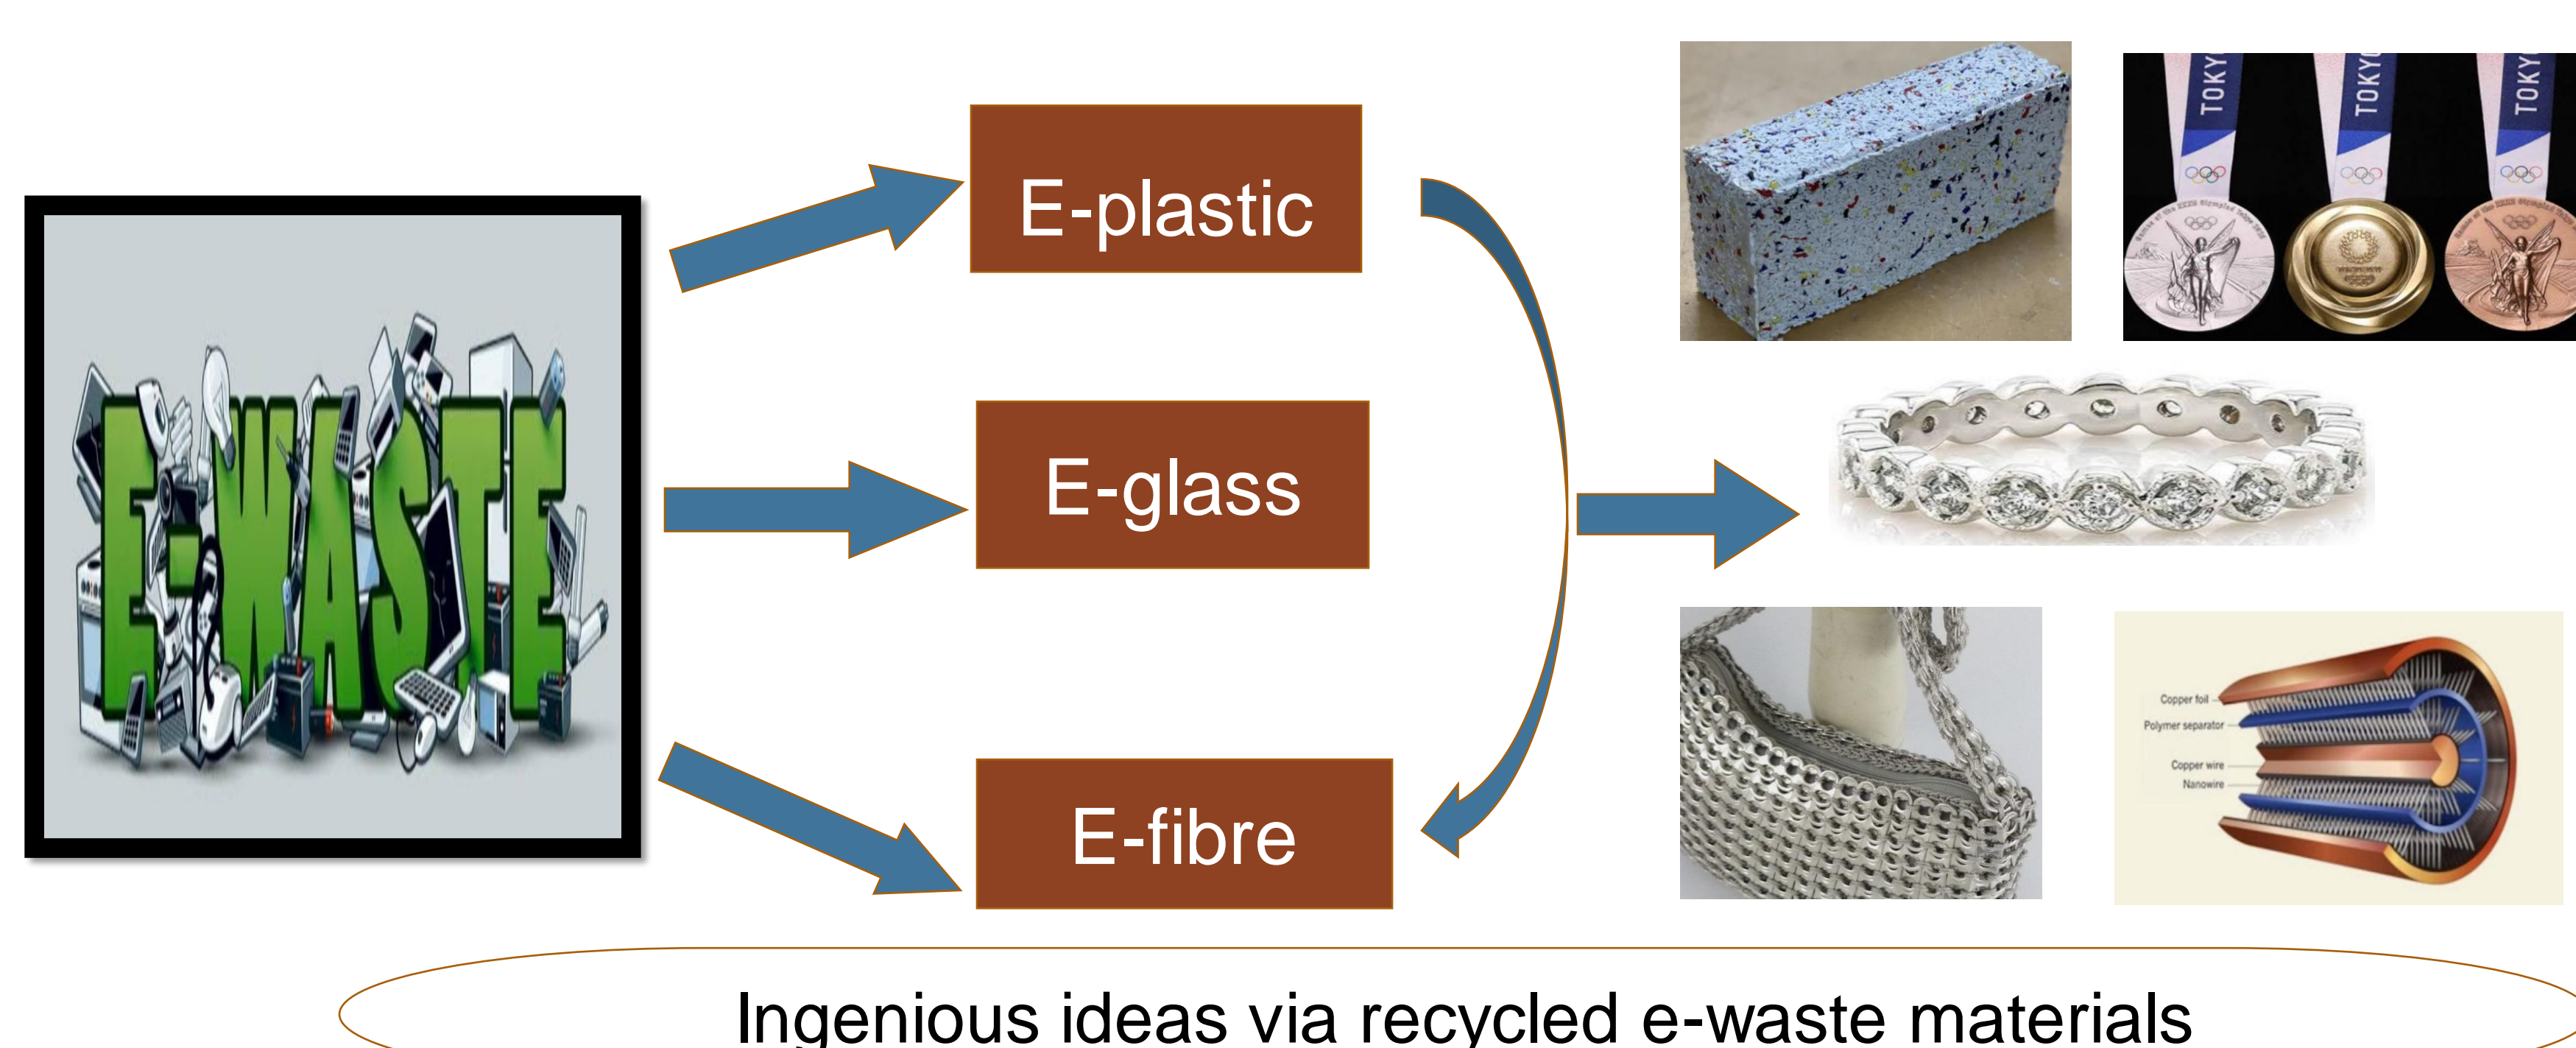 E-WASTE
E-plastic
E-glass
E-fibre
TOKY
TOKY
TOKY
Copper foil
Polymer separator
Copper wire
Nanowire
Ingenious ideas via recycled e-waste materials